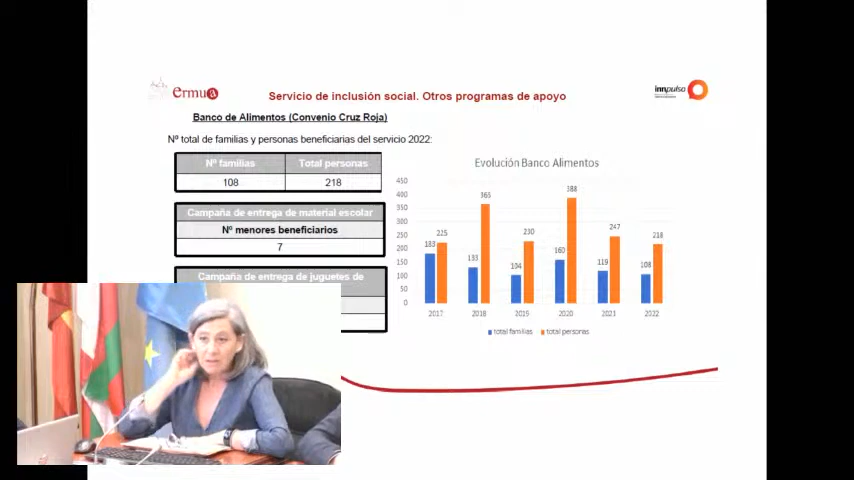 ermua
innpulso
Servicio de inclusión social. Otros programas de apoyo
Banco de Alimentos (Convenio Cruz Roja)
Nº total de familias y personas beneficiarias del servicio 2022:
Nº familias Total personas
108 218
Campaña de entrega de material escolar
Nº menores beneficiarios
7
Campaña de entrega de juguetes de
Evolución Banco Alimentos
450
400
350
300
250
200
150
100
50
0
183 225
133 365
104 230
160 388
119 247
108 218
2017 2018 2019 2020 2021 2022
total familias total personas